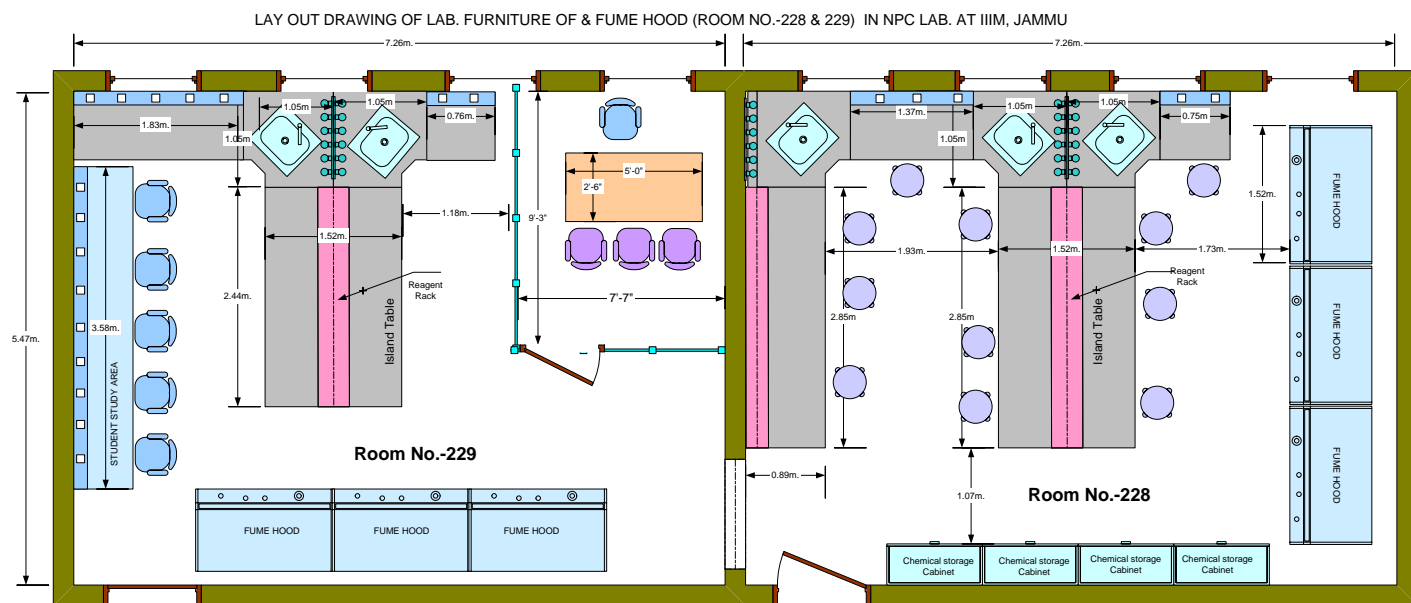 LAY OUT DRAWING OF LAB. FURNITURE OF & FUME HOOD (ROOM NO.-228 & 229) IN NPC LAB. AT IIIM, JAMMU
7.26m.
7.26m.
5.47m.
1.83m.
1.05m
1.05m.
1.05m.
0.76m.
1.18m.
1.52m.
2.44m.
3.58m.
STUDENT STUDY AREA
Reagent
Rack
Island Table
9'-3"
5'-0"
2'-6"
7'-7"
Room No.-229
FUME HOOD
FUME HOOD
FUME HOOD
1.37m.
1.05m
1.05m.
1.05m.
0.75m.
1.52m.
1.93m.
1.52m.
1.73m.
2.85m
2.85m
Reagent
Rack
Island Table
0.89m.
1.07m.
Room No.-228
FUME HOOD
FUME HOOD
FUME HOOD
Chemical storage
Cabinet
Chemical storage
Cabinet
Chemical storage
Cabinet
Chemical storage
Cabinet